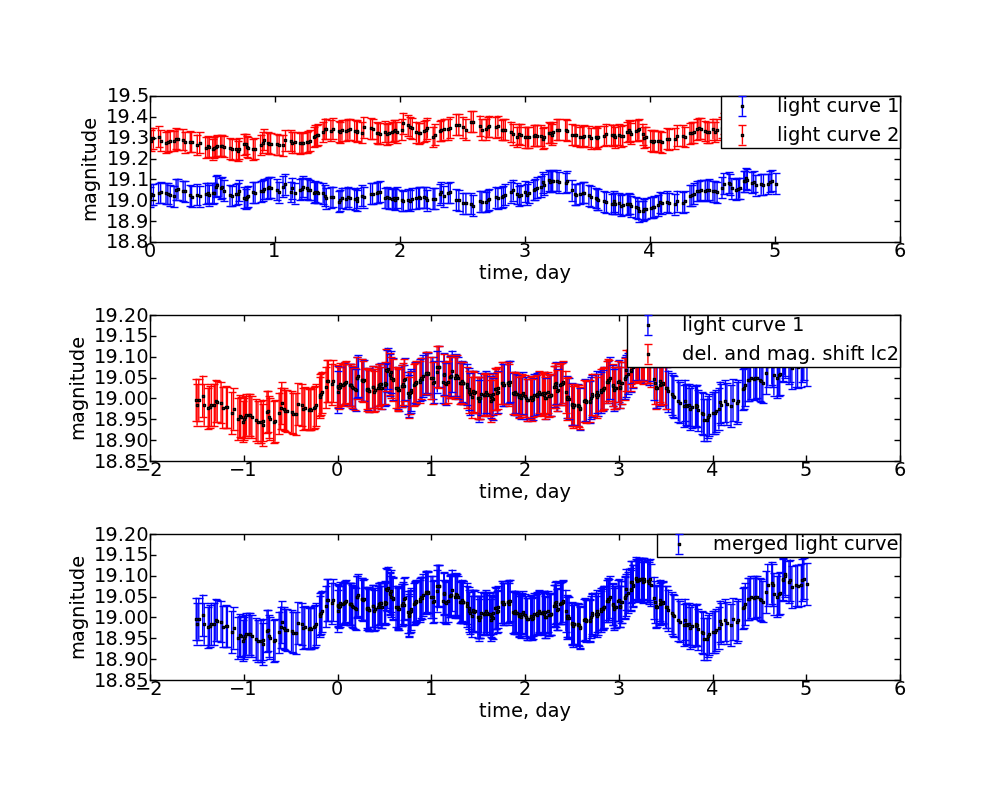 19.5
19.4
19.3
19.2
19.1
19.0
18.9
18.8
magnitude
light curve 1
light curve 2
0 1 2 3 4 5 6
time, day
19.20
19.15
19.10
19.05
19.00
18.95
18.90
18.85
magnitude
light curve 1
del. and mag. shift lc2
−2 −1 0 1 2 3 4 5 6
time, day
19.20
19.15
19.10
19.05
19.00
18.95
18.90
18.85
magnitude
merged light curve
−2 −1 0 1 2 3 4 5 6
time, day